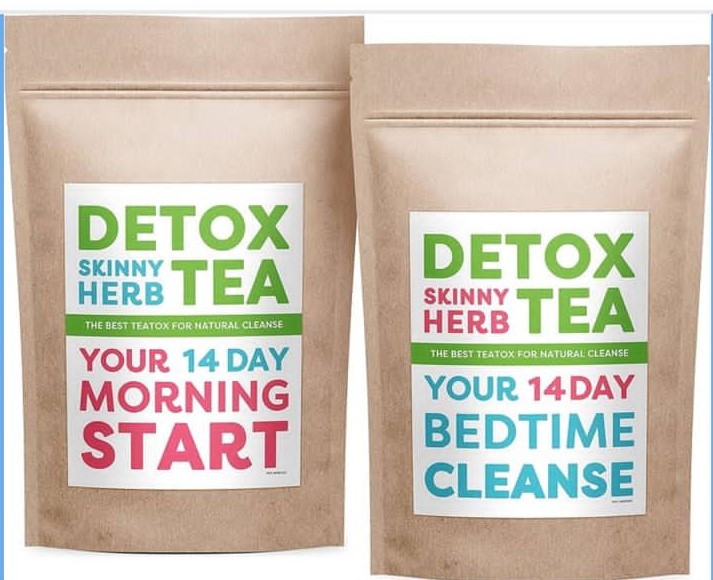 DETOX
SKINNY
HERB TEA
THE BEST TEATOX FOR NATURAL CLEANSE
YOUR 14 DAY
MORNING
START
DETOX
SKINNY
HERB TEA
THE BEST TEATOX FOR NATURAL CLEANSE
YOUR 14 DAY
BEDTIME
CLEANSE